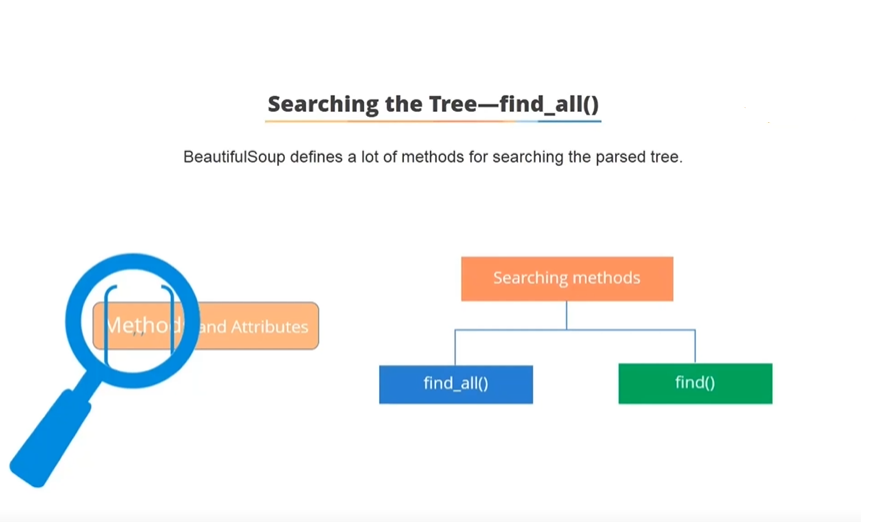 Searching the Tree—find_all()
BeautifulSoup defines a lot of methods for searching the parsed tree.
Searching methods
Methods and Attributes
find_all()
find()